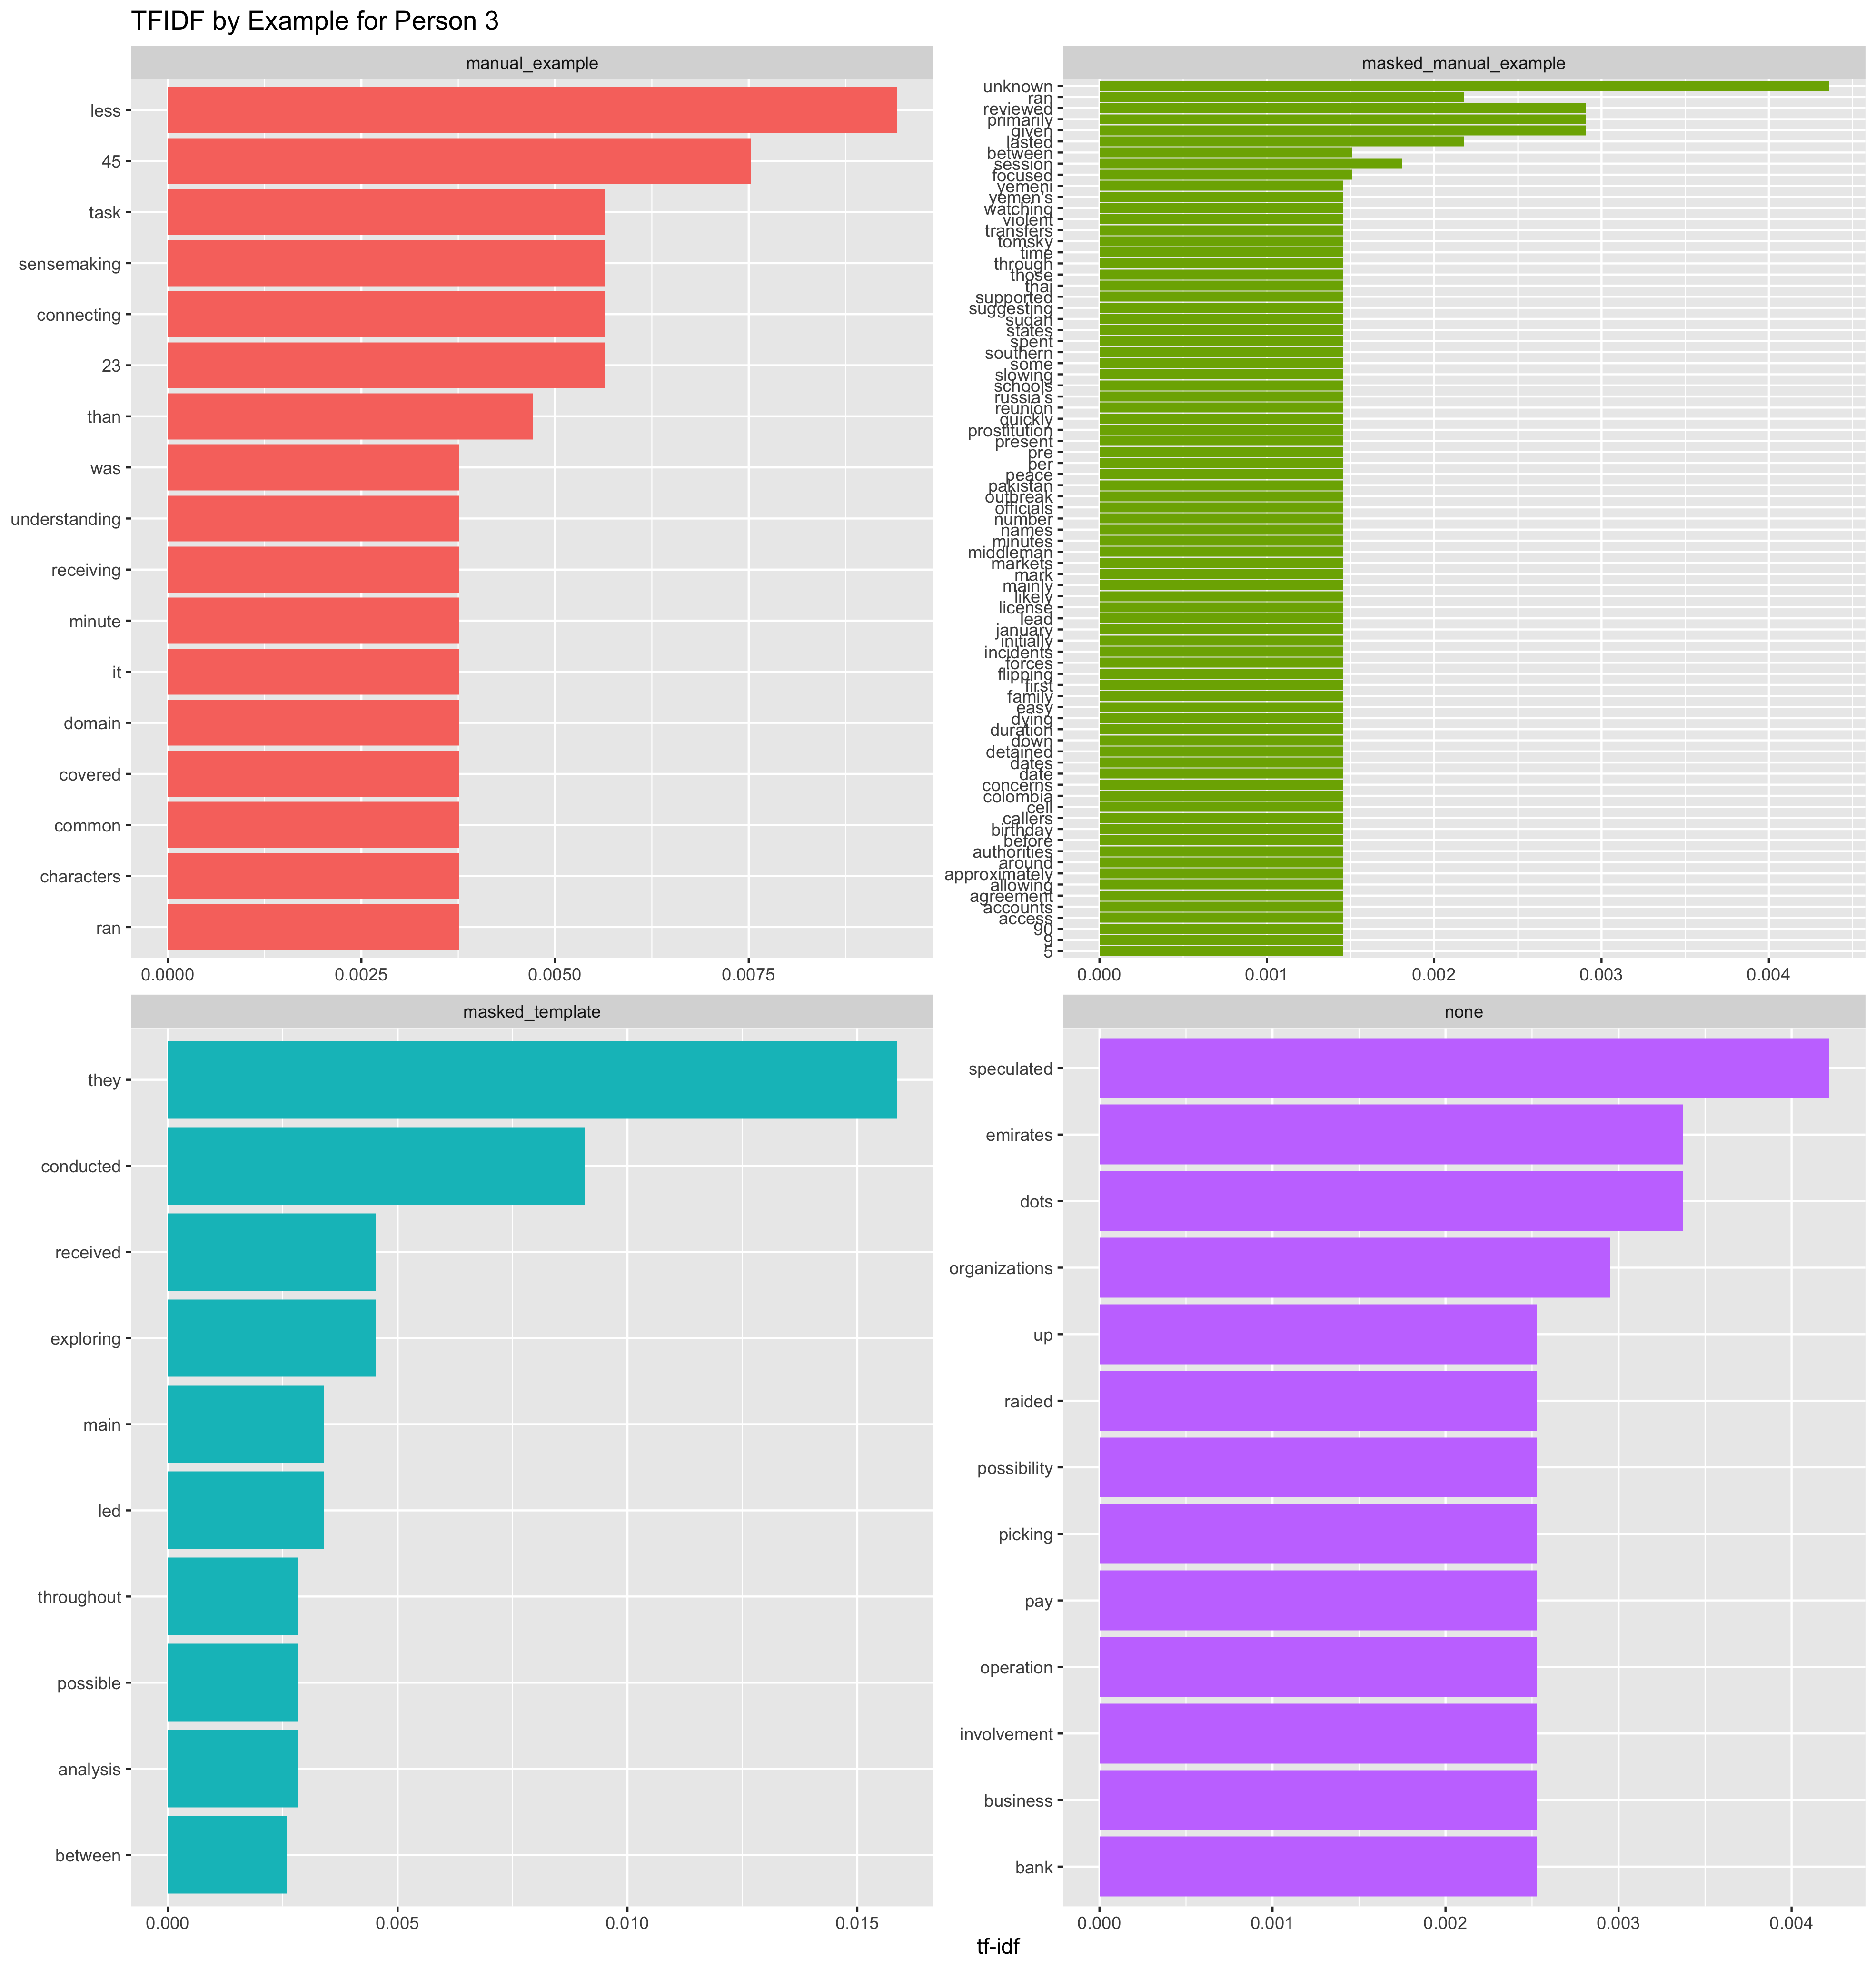 TFIDF by Example for Person 3
manual_example
less
45
task
sensemaking
connecting
23
than
was
understanding
receiving
minute
it
domain
covered
common
characters
ran
0.0000 0.0025 0.0050 0.0075
masked_manual_example
unknown
ran
reviewed
primarily
given
lasted
between
session
focused
yemeni
yemen's
watching
violent
transfers
tomsky
time
through
those
thai
supported
suggesting
sudan
states
spent
southern
some
slowing
schools
russia's
reunion
quickly
prostitution
present
pre
per
peace
pakistan
outbreak
officials
number
names
minutes
middleman
markets
mark
mainly
likely
license
lead
january
initially
incidents
forces
flipping
first
family
easy
dying
duration
down
detained
dates
date
concerns
colombia
cell
callers
birthday
before
authorities
around
approximately
allowing
agreement
accounts
access
90
9
5
0.000 0.001 0.002 0.003 0.004
masked_template
they
conducted
received
exploring
main
led
throughout
possible
analysis
between
0.000 0.005 0.010 0.015
none
speculated
emirates
dots
organizations
up
raided
possibility
picking
pay
operation
involvement
business
bank
0.000 0.001 0.002 0.003 0.004
tf-idf